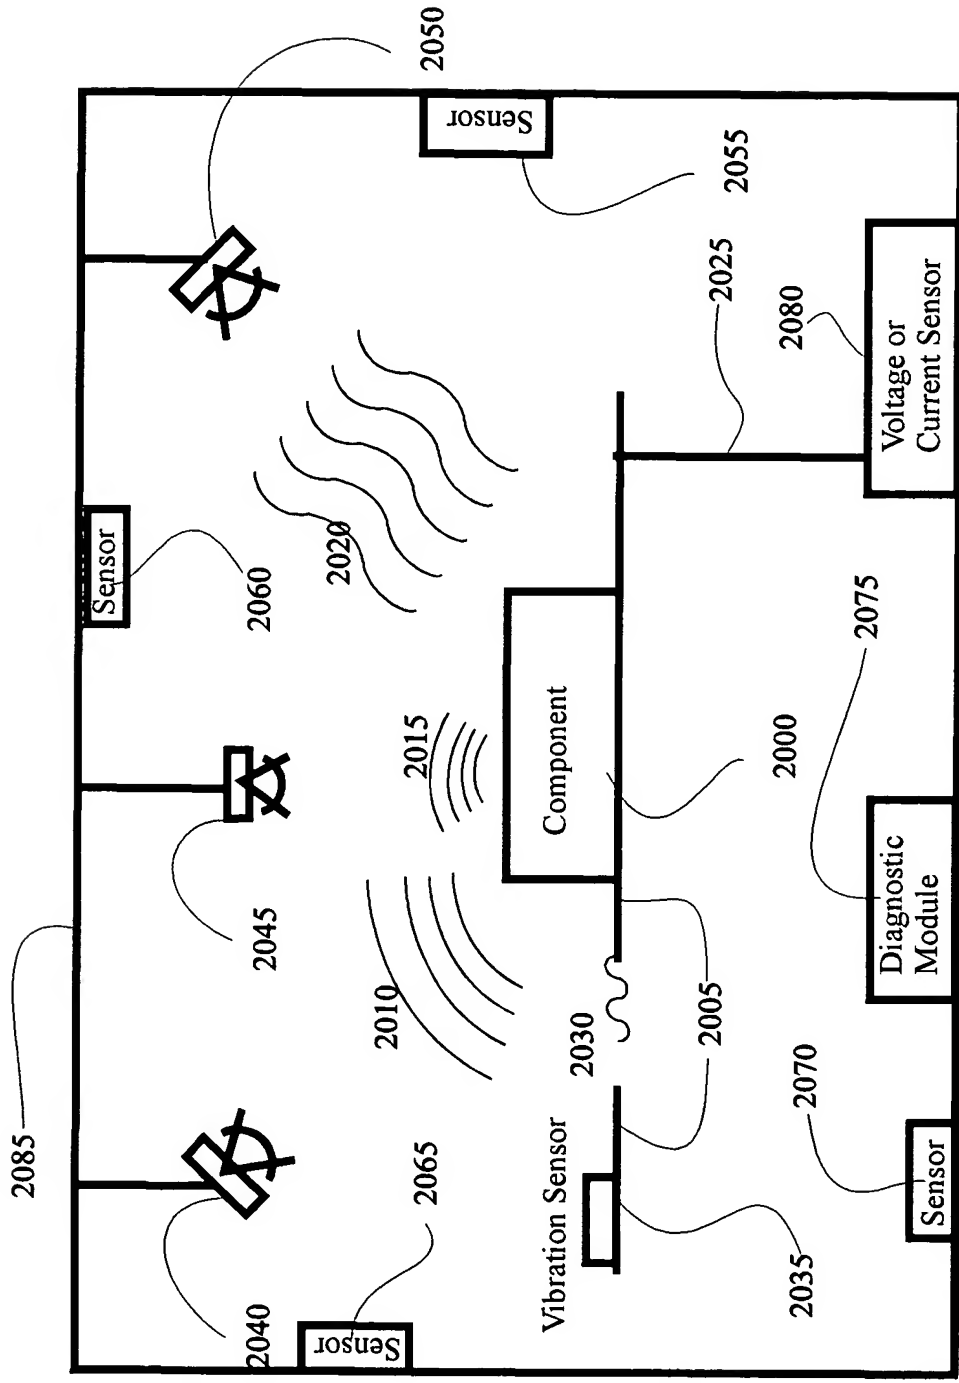 2085
Sensor
2040
2045
2060
2020
Sensor
2065
2010
2015
2050
Sensor
Vibration Sensor
Component
2030
2005
2025
2055
2035
2070
2000
2080
2075
Sensor
Diagnostic
Module
Voltage or
Current Sensor